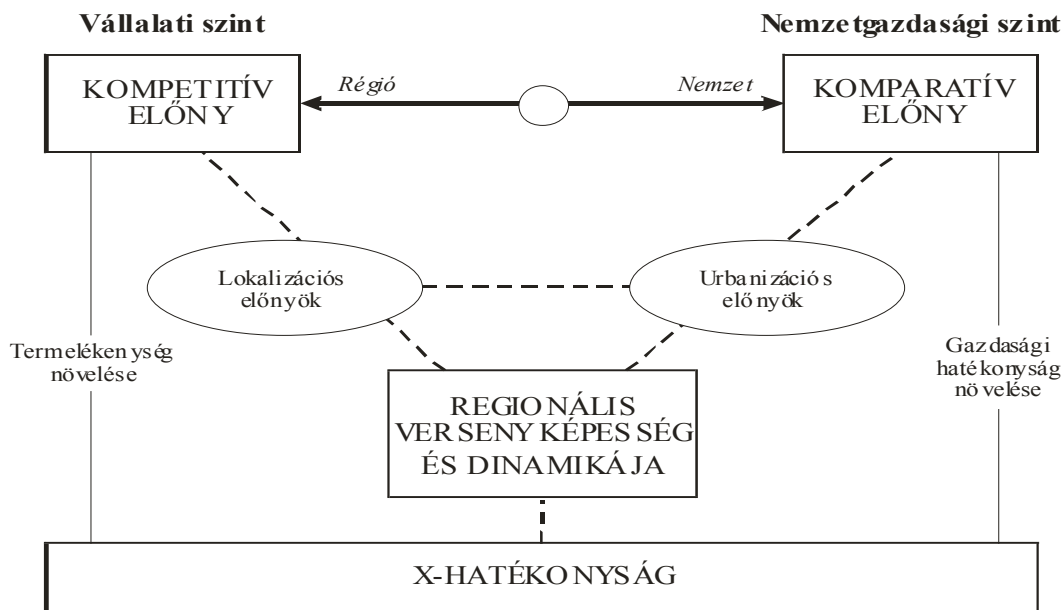 Vállalati szint
Nemzetgazdasági szint
KOMPETITÍV
ELŐNY
Régió
Nemzet
KOMPARATÍV
ELŐNY
Lokalizációs
előnyök
Urbanizációs
előnyök
Termelékenység
növelése
Gazdasági
hatékonyság
növelése
REGIONÁLIS
VERSENYKÉPESSÉG
ÉS DINAMIKÁJA
X-HATÉKONYSÁG